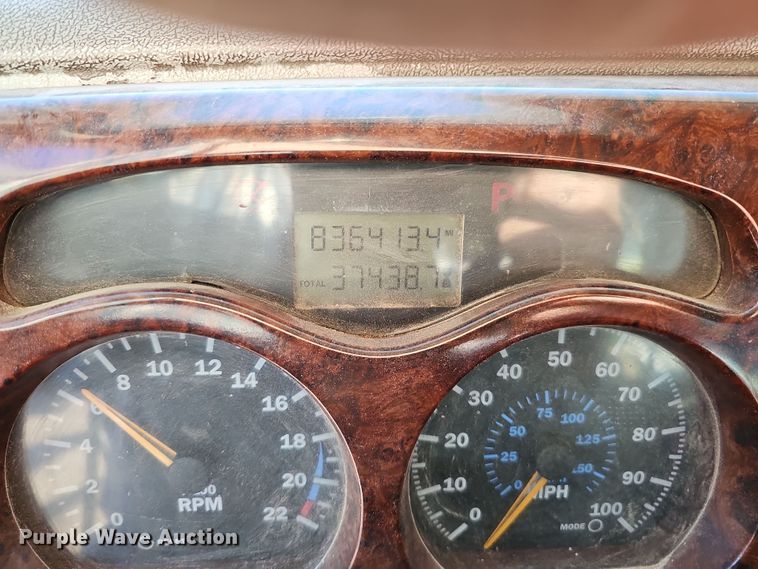 P
836413.4 MI
TOTAL 37438.7
0 2 4 6 8 10 12 14 16 18 20 22
RPM
0 10 20 30 40 50 60 70 80 90 100
0 25 50 75 100 125
MPH
MODE
Purple Wave Auction